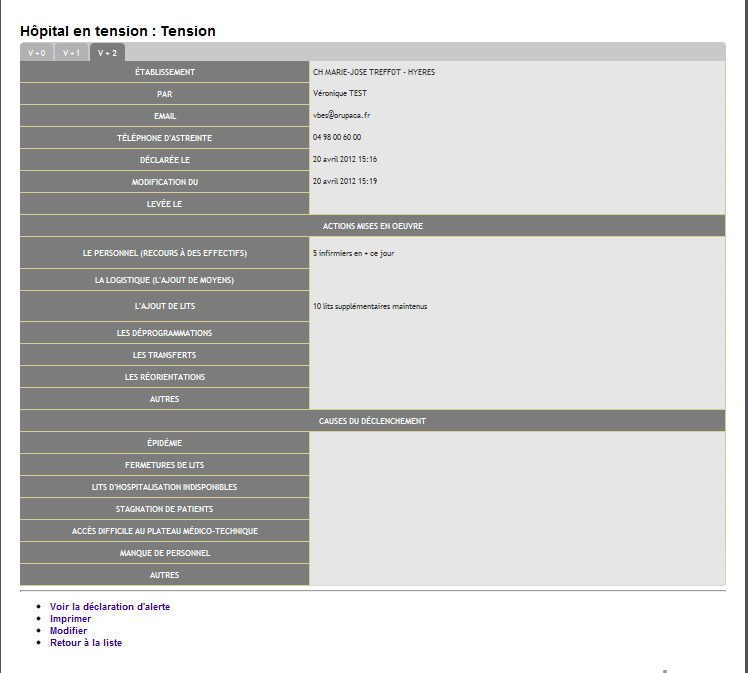 Hôpital en tension : Tension
V + 0 V + 1 V + 2
ÉTABLISSEMENT CH MARIE-JOSE TREFFOT - HYERES
PAR Véronique TEST
EMAIL vbes@orupaca.fr
TÉLÉPHONE D'ASTREINTE 04 98 00 60 00
DÉCLARÉE LE 20 avril 2012 15:16
MODIFICATION DU 20 avril 2012 15:19
LEVÉE LE
ACTIONS MISES EN OEUVRE
LE PERSONNEL (RECOURS À DES EFFECTIFS) 5 infirmiers en + ce jour
LA LOGISTIQUE (L'AJOUT DE MOYENS)
L'AJOUT DE LITS 10 lits supplémentaires maintenus
LES DÉPROGRAMMATIONS
LES TRANSFERTS
LES RÉORIENTATIONS
AUTRES
CAUSES DU DÉCLENCHEMENT
ÉPIDÉMIE
FERMETURES DE LITS
LITS D'HOSPITALISATION INDISPONIBLES
STAGNATION DE PATIENTS
ACCÈS DIFFICILE AU PLATEAU MÉDICO-TECHNIQUE
MANQUE DE PERSONNEL
AUTRES
Voir la déclaration d'alerte
Imprimer
Modifier
Retour à la liste